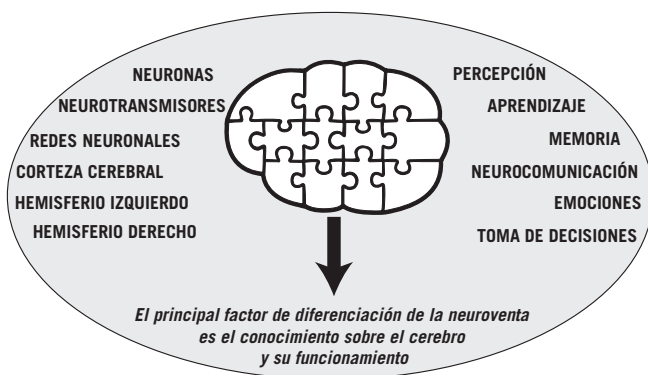 NEURONAS
NEUROTRANSMISORES
REDES NEURONALES
CORTEZA CEREBRAL
HEMISFERIO IZQUIERDO
HEMISFERIO DERECHO
PERCEPCIÓN
APRENDIZAJE
MEMORIA
NEUROCOMUNICACIÓN
EMOCIONES
TOMA DE DECISIONES
El principal factor de diferenciación de la neuroventa
es el conocimiento sobre el cerebro
y su funcionamiento